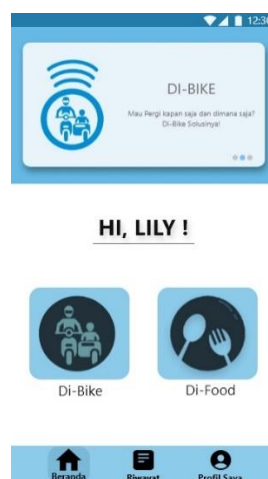 12:30
DI-BIKE
Mau Pergi kapan saja dan dimana saja?
Di-Bike Solusinya!
HI, LILY !
Di-Bike
Di-Food
Beranda
Riwayat
Profil Saya